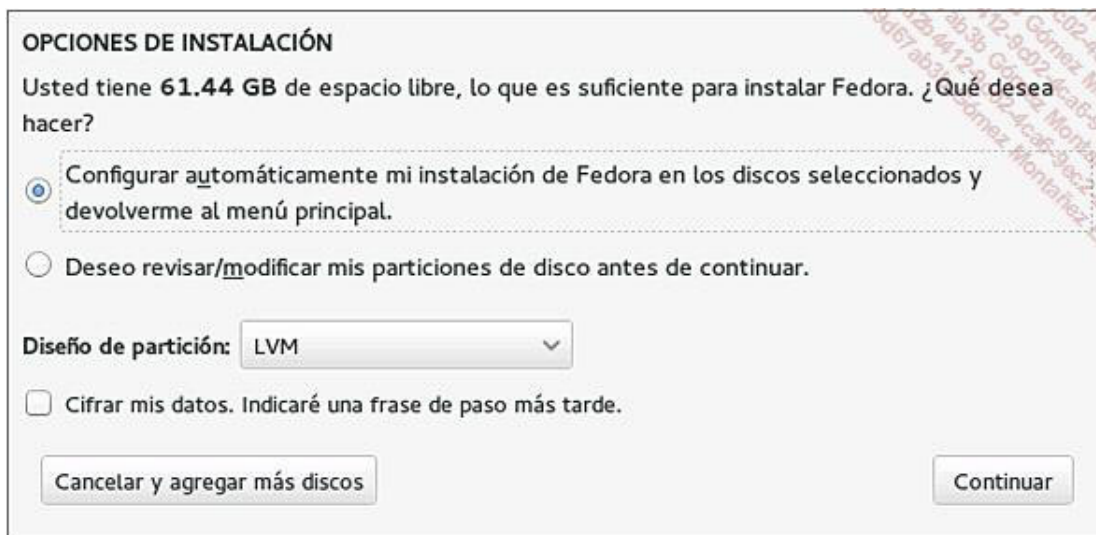 OPCIONES DE INSTALACIÓN
Usted tiene 61.44 GB de espacio libre, lo que es suficiente para instalar Fedora. ¿Qué desea
hacer?
Configurar automáticamente mi instalación de Fedora en los discos seleccionados y
devolverme al menú principal.
Deseo revisar/modificar mis particiones de disco antes de continuar.
Diseño de partición: LVM
Cifrar mis datos. Indicaré una frase de paso más tarde.
Cancelar y agregar más discos
Continuar